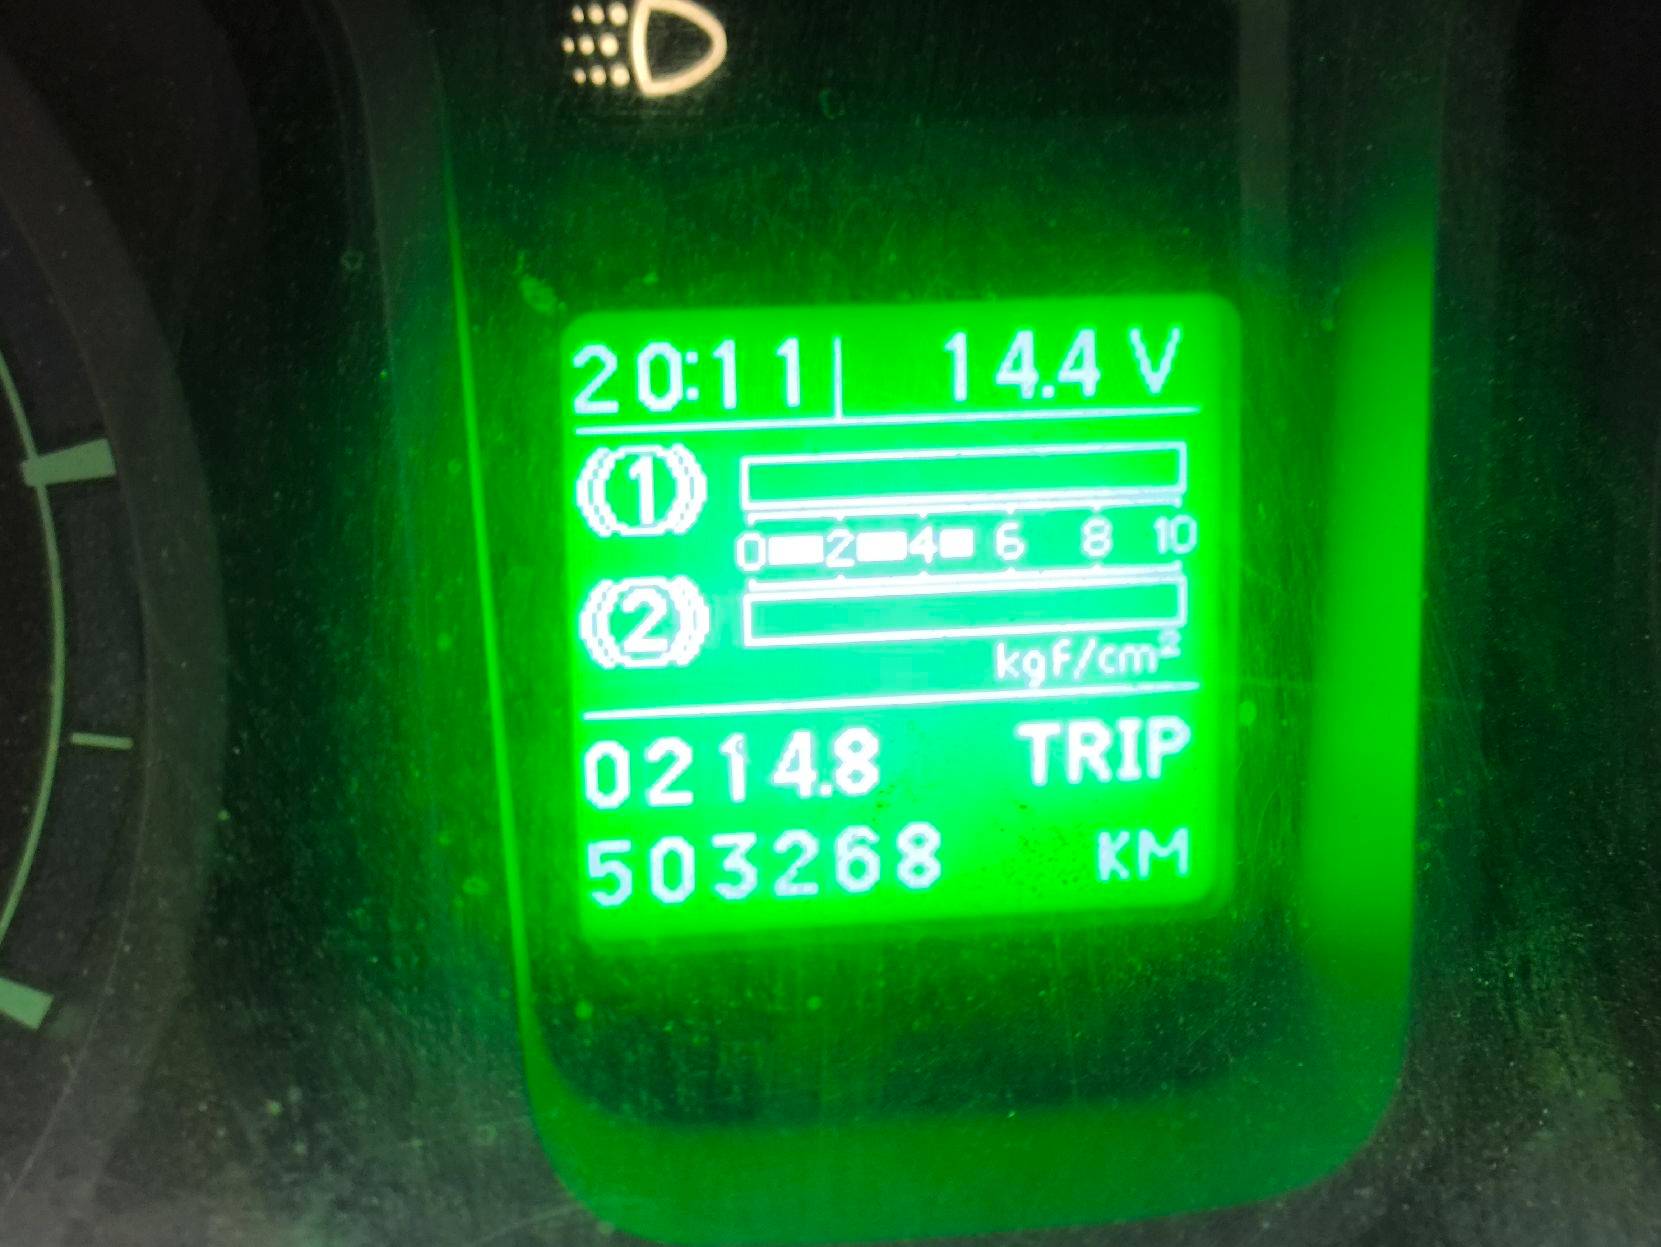 20:11 14.4 V
1
0 2 4 6 8 10
2
kgf/cm²
0214.8 TRIP
503268 KM